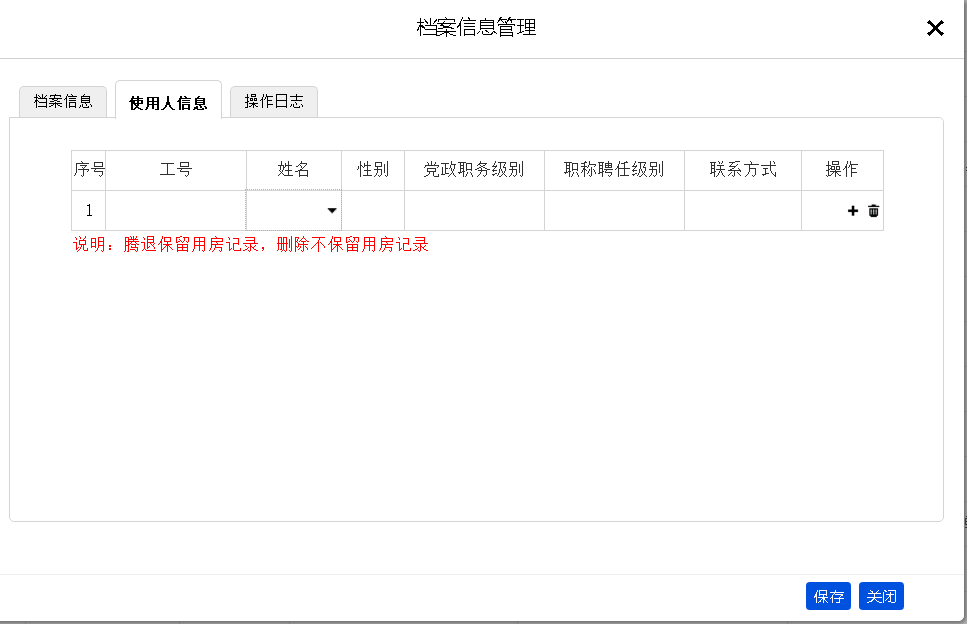 档案信息管理
档案信息 使用人信息 操作日志
序号 工号 姓名 性别 党政职务级别 职称聘任级别 联系方式 操作
1
说明：腾退保留用房记录，删除不保留用房记录
保存 关闭